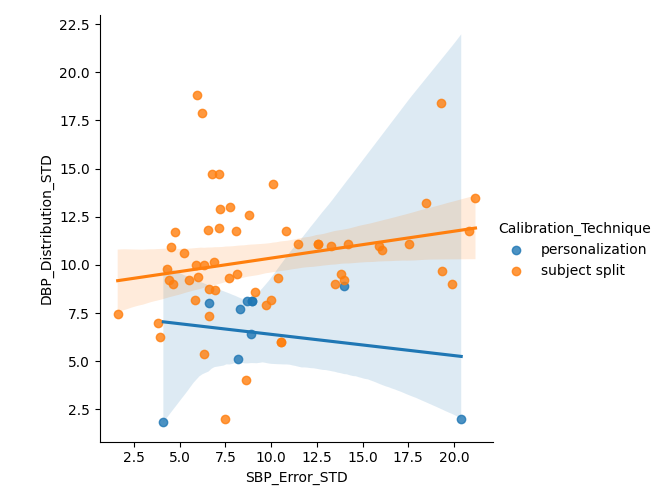 22.5
20.0
17.5
15.0
12.5
10.0
7.5
5.0
2.5
DBP_Distribution_STD
2.5 5.0 7.5 10.0 12.5 15.0 17.5 20.0
SBP_Error_STD
Calibration_Technique
personalization
subject split